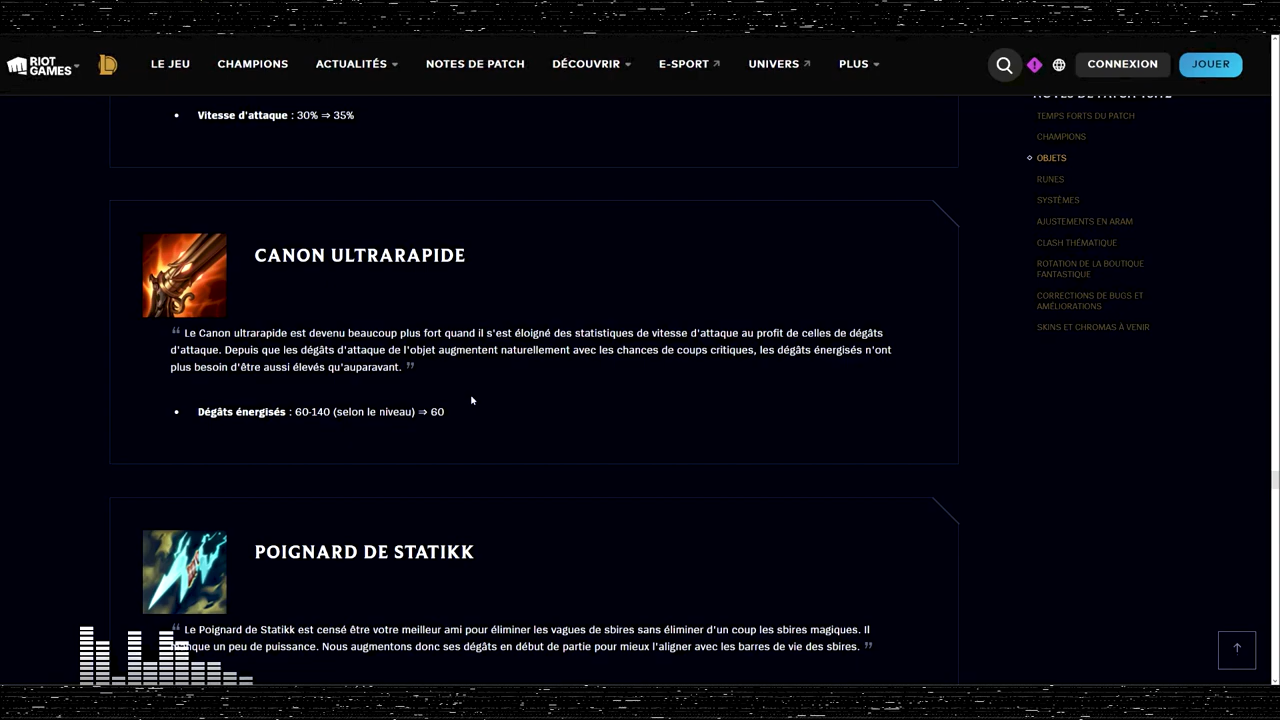 RIOT GAMES
LE JEU
CHAMPIONS
ACTUALITÉS
NOTES DE PATCH
DÉCOUVRIR
E-SPORT
UNIVERS
PLUS
CONNEXION
JOUER
Vitesse d'attaque : 30% ⇒ 35%
CANON ULTRARAPIDE
“ Le Canon ultrarapide est devenu beaucoup plus fort quand il s'est éloigné des statistiques de vitesse d'attaque au profit de celles de dégâts
d'attaque. Depuis que les dégâts d'attaque de l'objet augmentent naturellement avec les chances de coups critiques, les dégâts énergisés n'ont
plus besoin d'être aussi élevés qu'auparavant. ”
Dégâts énergisés : 60-140 (selon le niveau) ⇒ 60
POIGNARD DE STATIKK
“ Le Poignard de Statikk est censé être votre meilleur ami pour éliminer les vagues de sbires sans éliminer d'un coup les sbires magiques. Il
un peu de puissance. Nous augmentons donc ses dégâts en début de partie pour mieux l'aligner avec les barres de vie des sbires. ”
NOTES DE PATCH
TEMPS FORTS DU PATCH
CHAMPIONS
OBJETS
RUNES
SYSTÈMES
AJUSTEMENTS EN ARAM
CLASH THÉMATIQUE
ROTATION DE LA BOUTIQUE
FANTASTIQUE
CORRECTIONS DE BUGS ET
AMÉLIORATIONS
SKINS ET CHROMAS À VENIR